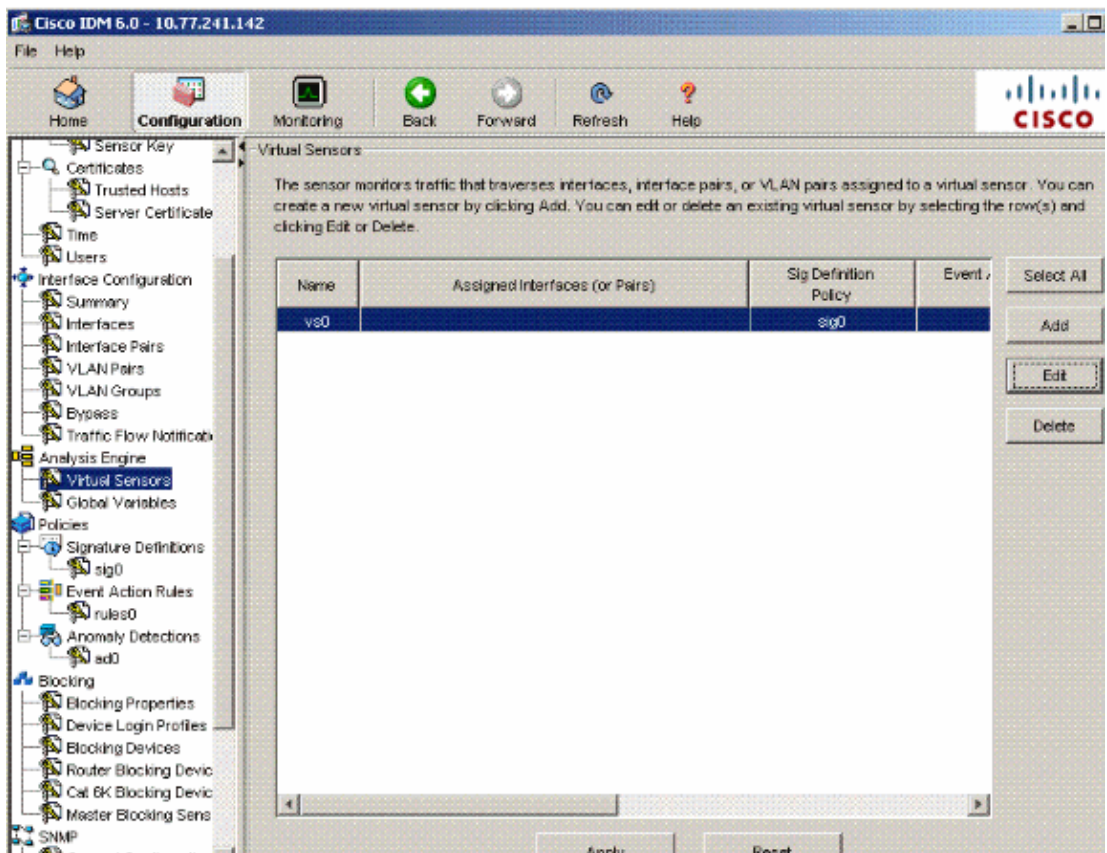 Cisco IDM 6.0 - 10.77.241.142
File Help
Home Configuration Monitoring Back Forward Refresh Help
CISCO
Sensor Key
Certificates
Trusted Hosts
Server Certificate
Time
Users
Interface Configuration
Summary
Interfaces
Interface Pairs
VLAN Pairs
VLAN Groups
Bypass
Traffic Flow Notificati
Analysis Engine
Virtual Sensors
Global Variables
Policies
Signature Definitions
sig0
Event Action Rules
rules0
Anomaly Detections
ad0
Blocking
Blocking Properties
Device Login Profiles
Blocking Devices
Router Blocking Devic
Cat 6K Blocking Devic
Master Blocking Sens
SNMP
Virtual Sensors
The sensor monitors traffic that traverses interfaces, interface pairs, or VLAN pairs assigned to a virtual sensor. You can
create a new virtual sensor by clicking Add. You can edit or delete an existing virtual sensor by selecting the row(s) and
clicking Edit or Delete.
Name Assigned Interfaces (or Pairs) Sig Definition Policy Event
vs0 sig0
Select All
Add
Edit
Delete
Apply Reset